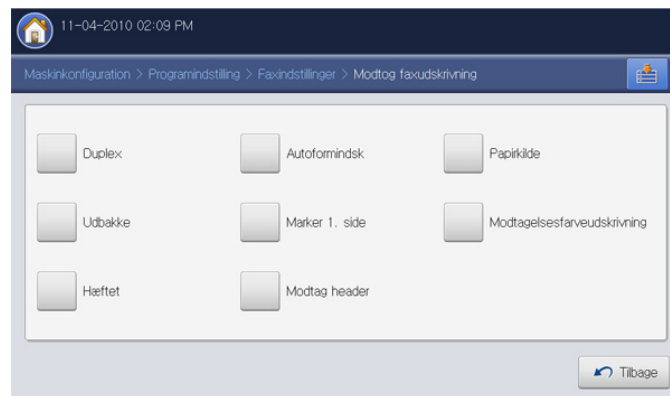 11-04-2010 02:09 PM
Maskinkonfiguration > Programindstilling > Faxindstillinger > Modtog faxudskrivning
Duplex Autoformindsk Papirkilde
Udbakke Marker 1. side Modtagelsesfarveudskrivning
Hæftet Modtag header
Tilbage